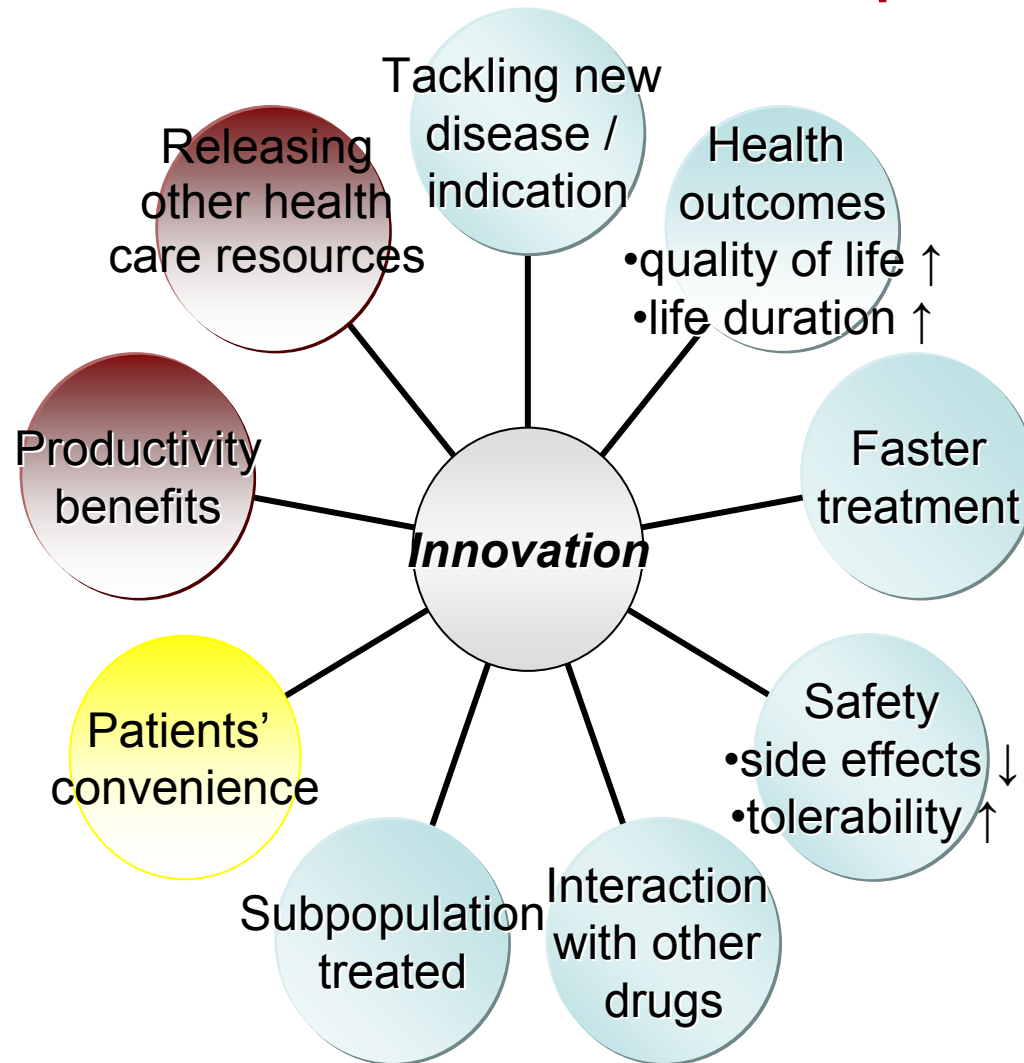 Tackling new
disease /
indication
Health
outcomes
•quality of life ↑
•life duration ↑
Faster
treatment
Safety
•side effects ↓
•tolerability ↑
Interaction
with other
drugs
Subpopulation
treated
Patients’
convenience
Productivity
benefits
Releasing
other health
care resources
Innovation